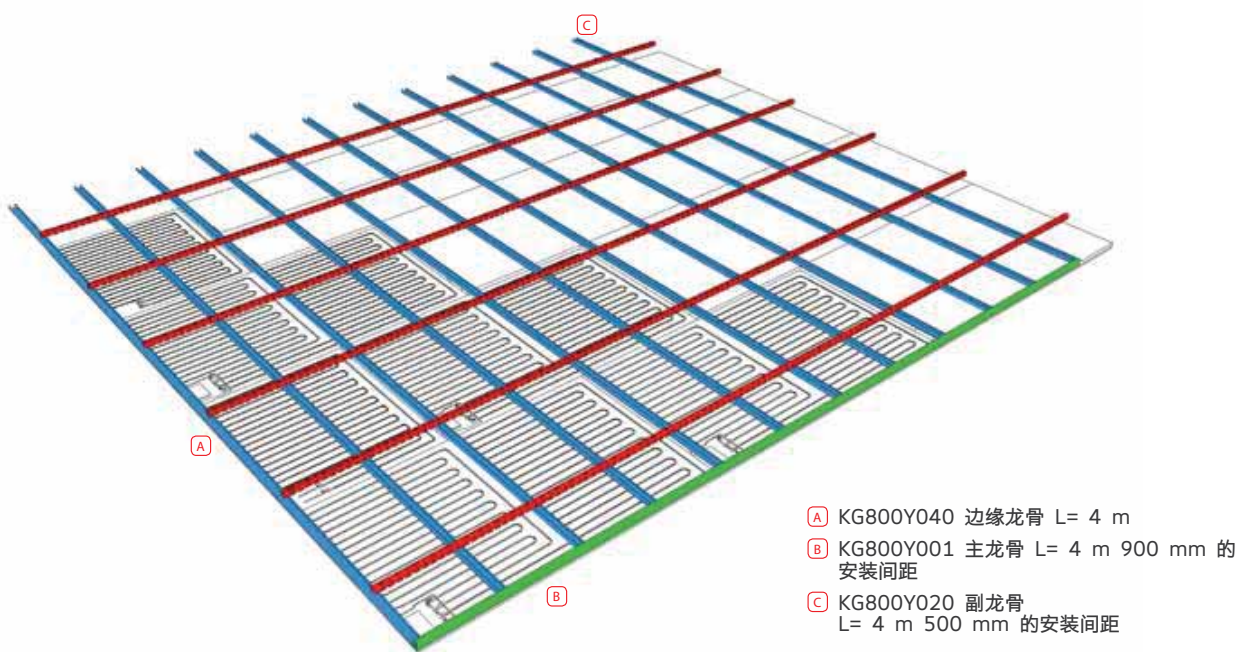 C
A
B
A KG800Y040 边缘龙骨 L= 4 m
B KG800Y001 主龙骨 L= 4 m 900 mm 的
安装间距
C KG800Y020 副龙骨
L= 4 m 500 mm 的安装间距